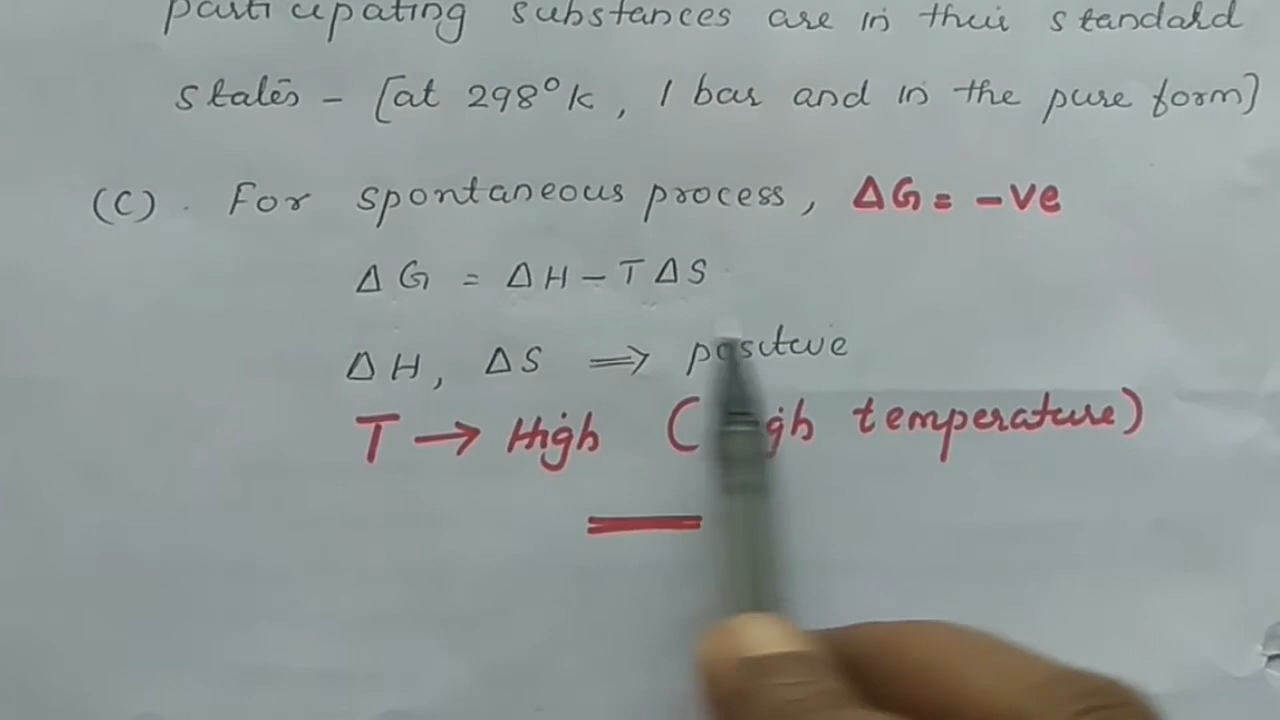 participating substances are in their standard
states - [at 298°K, 1 bar and in the pure form]
(C). For spontaneous process, ΔG = -ve
ΔG = ΔH - TΔS
ΔH, ΔS ⟹ positive
T → High (High temperature)